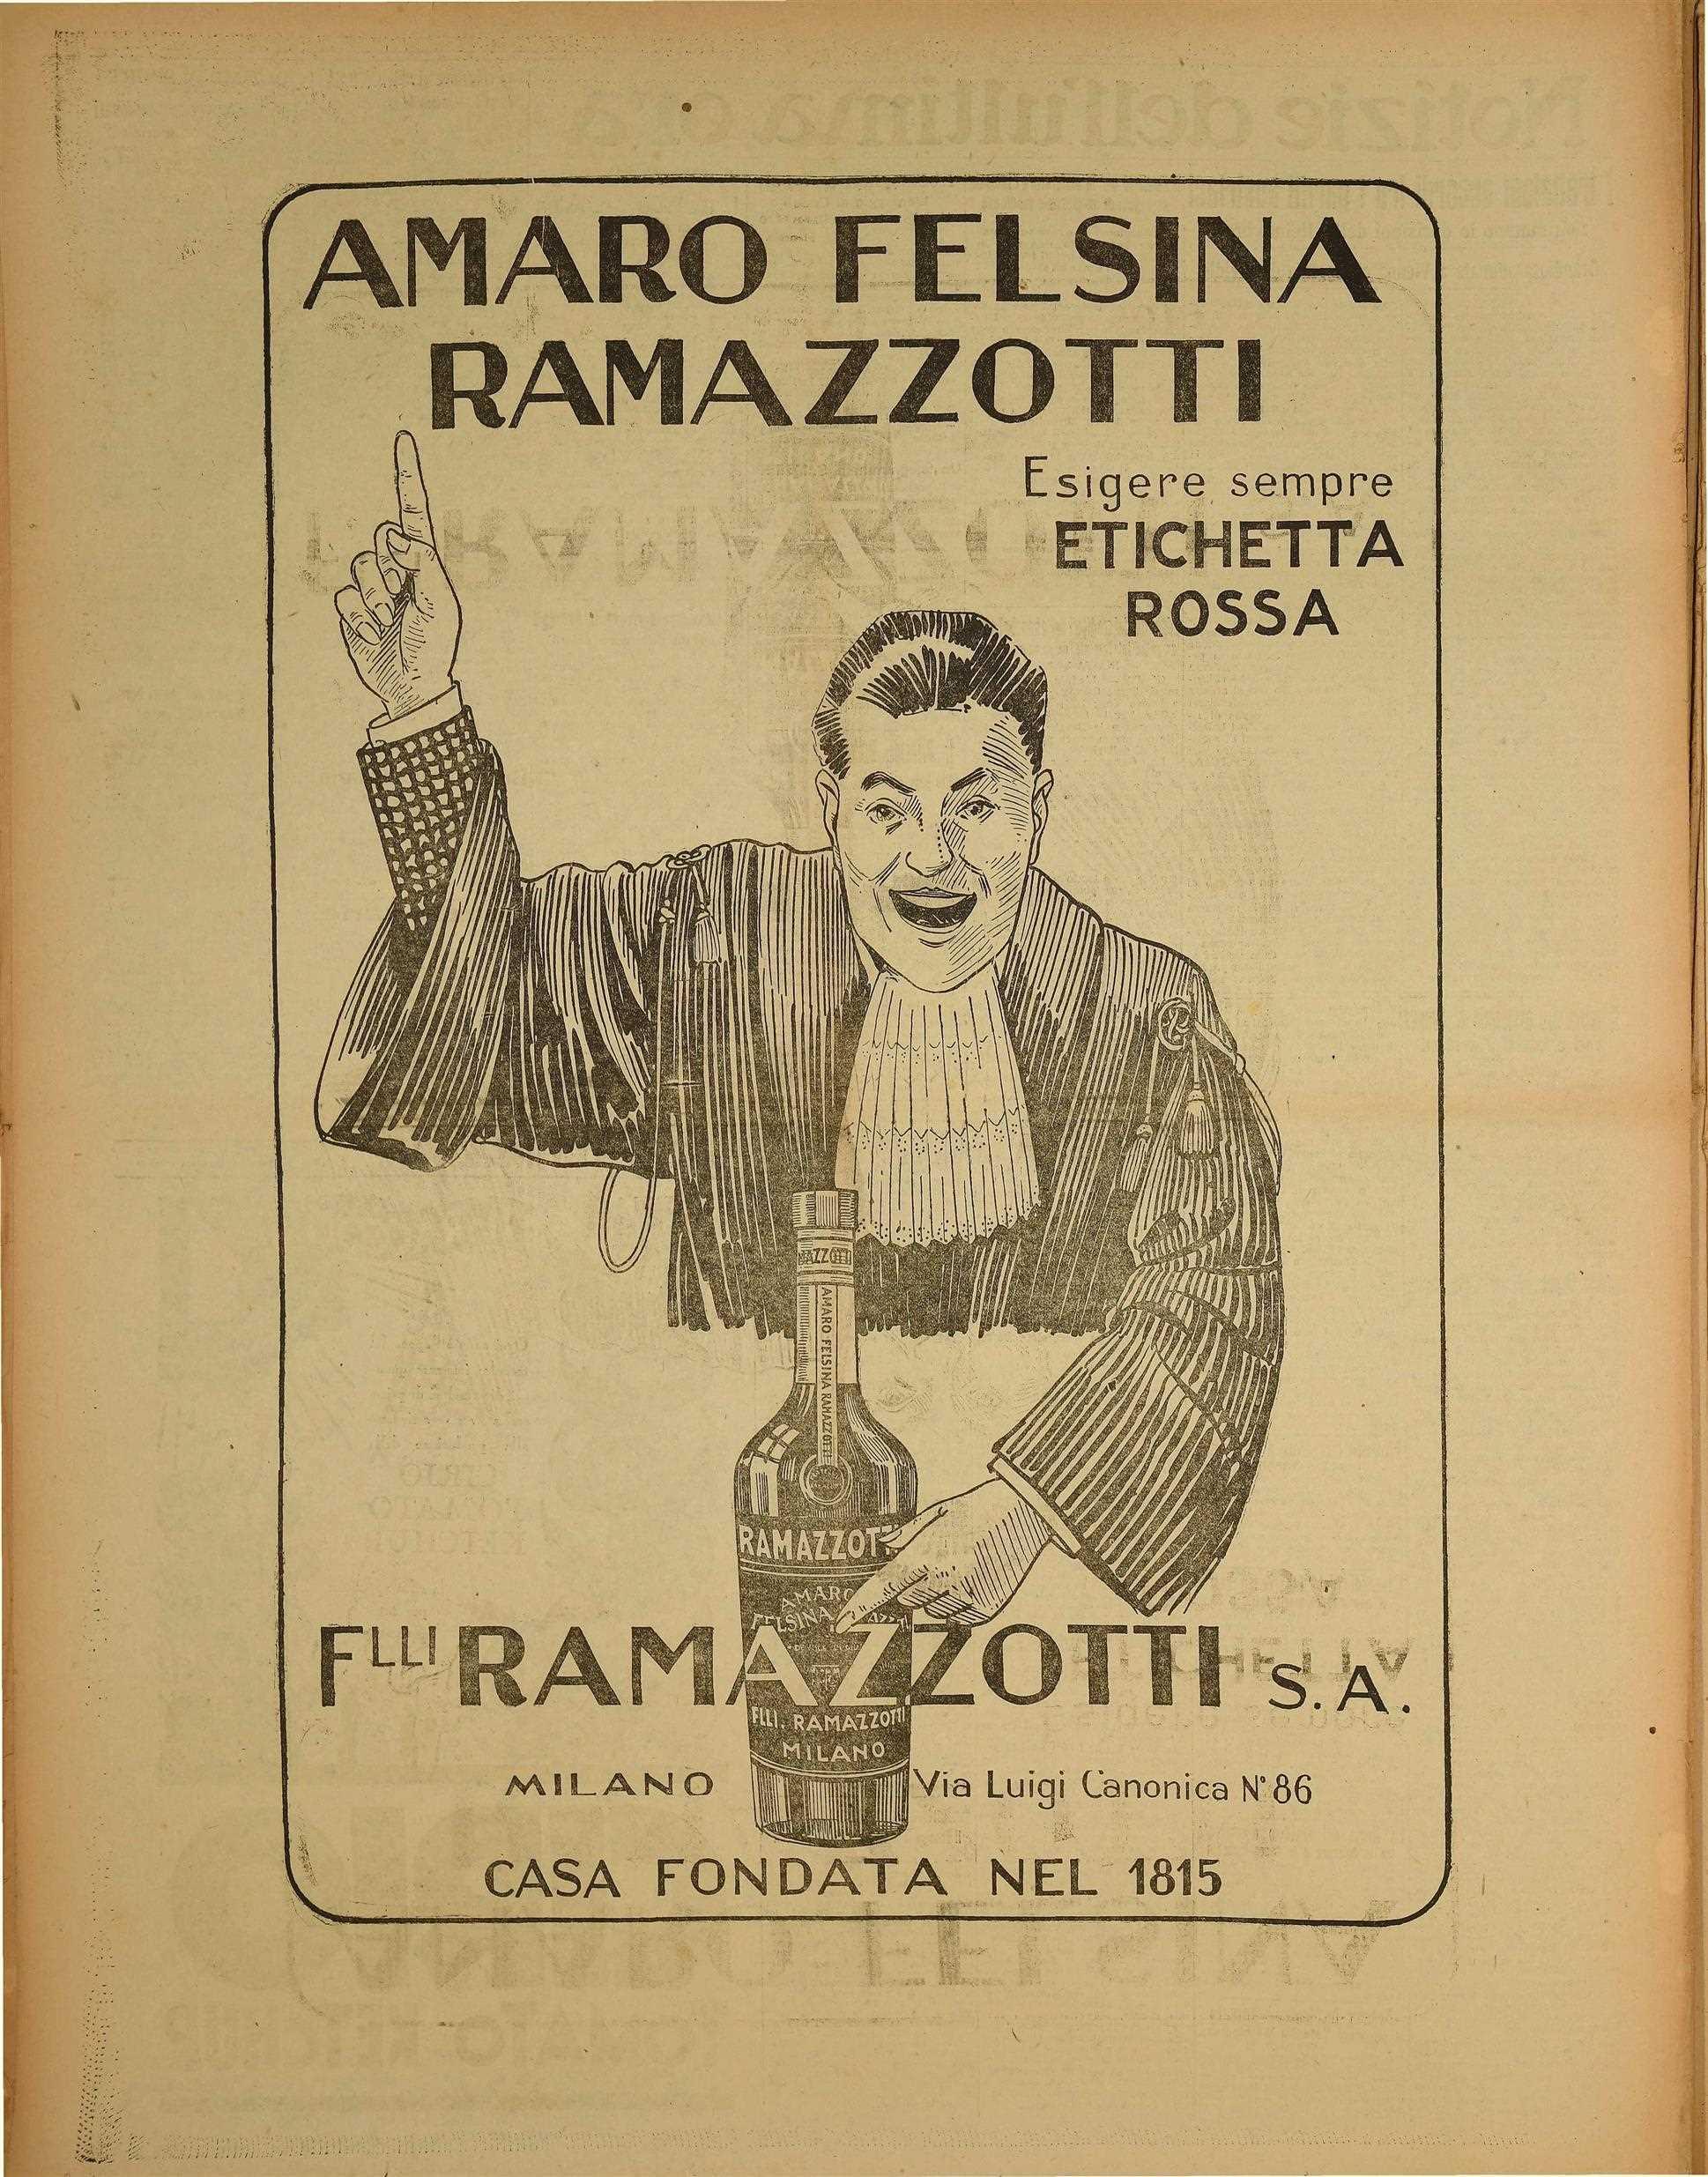 AMARO FELSINA
RAMAZZOTTI
Esigere sempre
ETICHETTA
ROSSA
AMARO FELSINA RAMAZZOTTI
RAMAZZOTTI
AMARO
FELSINA
FLLI RAMAZZOTTI S.A.
FLLI. RAMAZZOTTI
MILANO
MILANO Via Luigi Canonica N° 86
CASA FONDATA NEL 1815